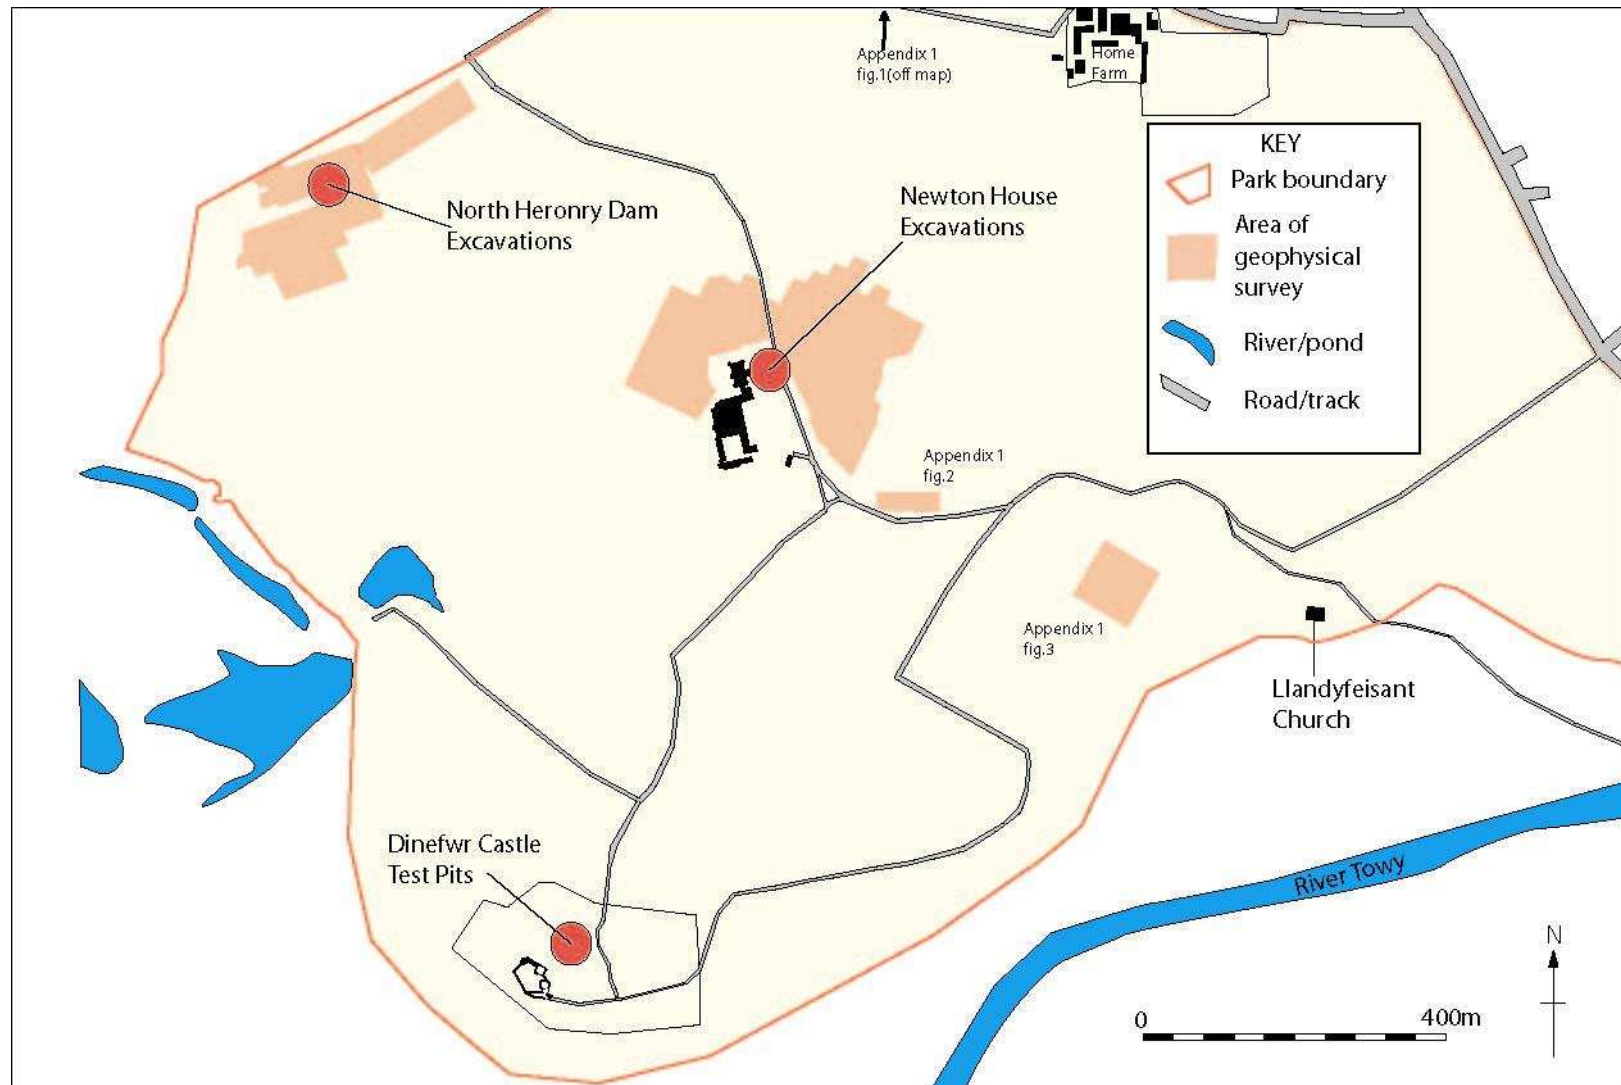 Appendix 1
fig.1(off map)
Home
Farm
KEY
Park boundary
Area of
geophysical
survey
River/pond
Road/track
North Heronry Dam
Excavations
Newton House
Excavations
Appendix 1
fig.2
Appendix 1
fig.3
Llandyfeisant
Church
Dinefwr Castle
Test Pits
River Towy
N
0 400m